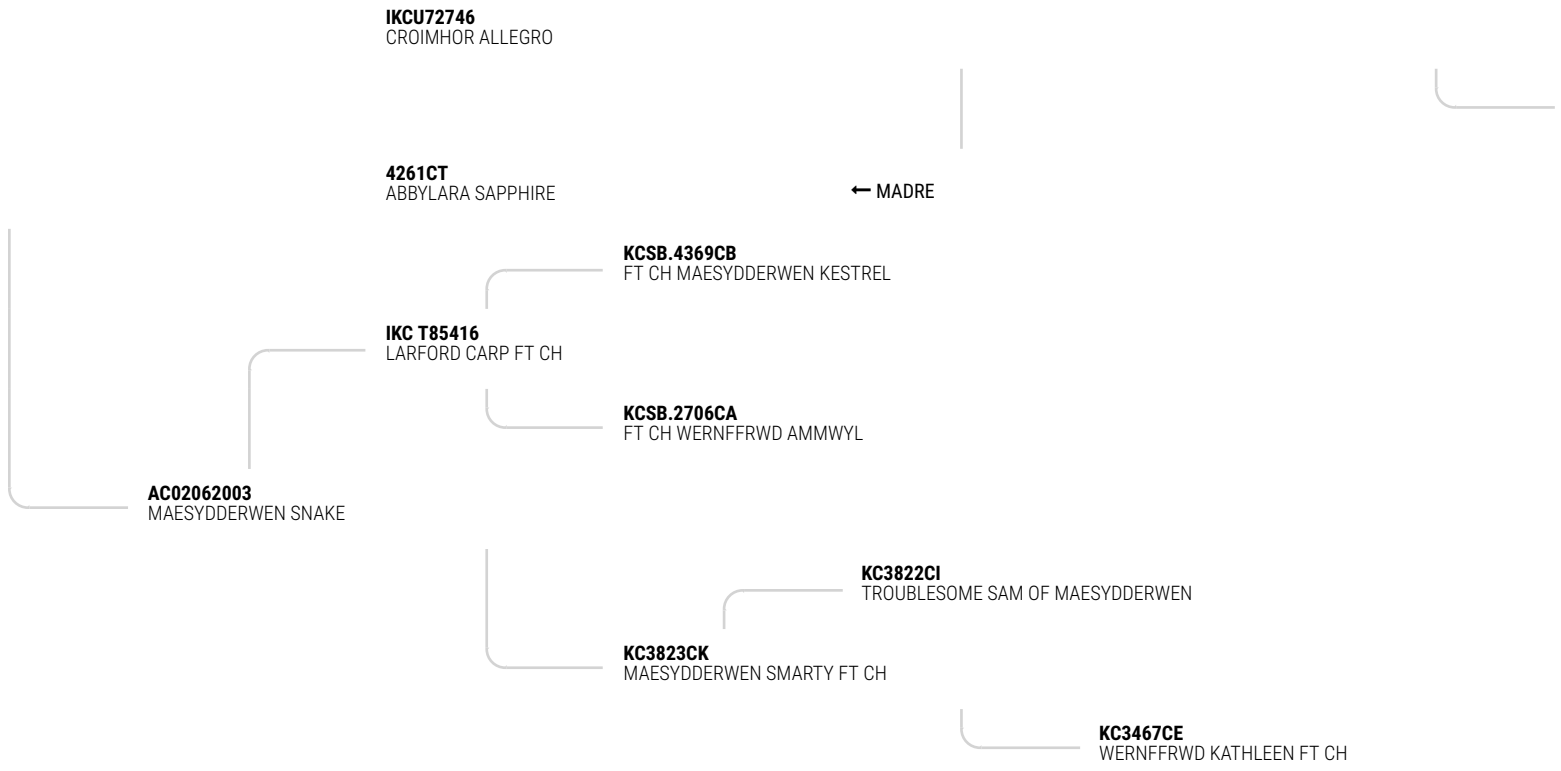 IKCU72746
CROIMHOR ALLEGRO
4261CT
ABBYLARA SAPPHIRE
← MADRE
KCSB.4369CB
FT CH MAESYDDERWEN KESTREL
IKC T85416
LARFORD CARP FT CH
KCSB.2706CA
FT CH WERNFFRWD AMMWYL
AC02062003
MAESYDDERWEN SNAKE
KC3822CI
TROUBLESOME SAM OF MAESYDDERWEN
KC3823CK
MAESYDDERWEN SMARTY FT CH
KC3467CE
WERNFFRWD KATHLEEN FT CH